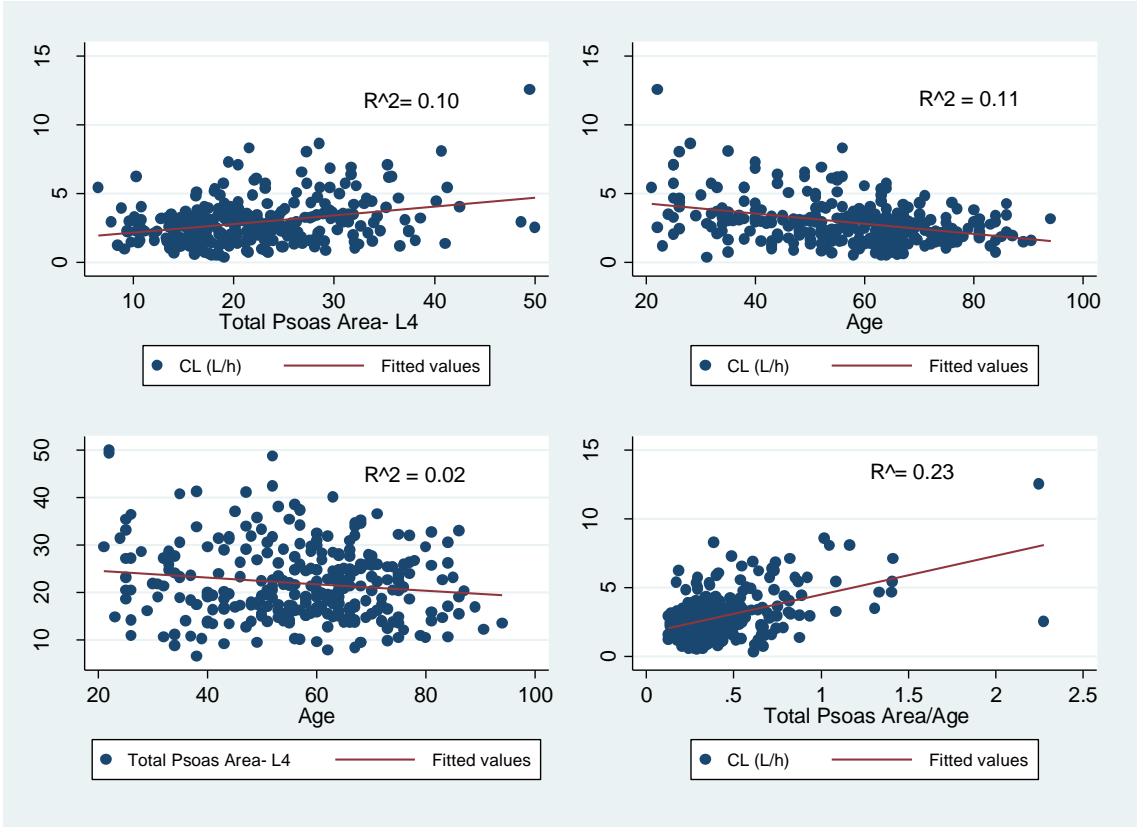 15
10
5
0
R^2= 0.10
10 20 30 40 50
Total Psoas Area- L4
CL (L/h) Fitted values
15
10
5
0
R^2 = 0.11
20 40 60 80 100
Age
CL (L/h) Fitted values
50
40
30
20
10
R^2 = 0.02
20 40 60 80 100
Age
Total Psoas Area- L4 Fitted values
15
10
5
0
R^= 0.23
0 .5 1 1.5 2 2.5
Total Psoas Area/Age
CL (L/h) Fitted values